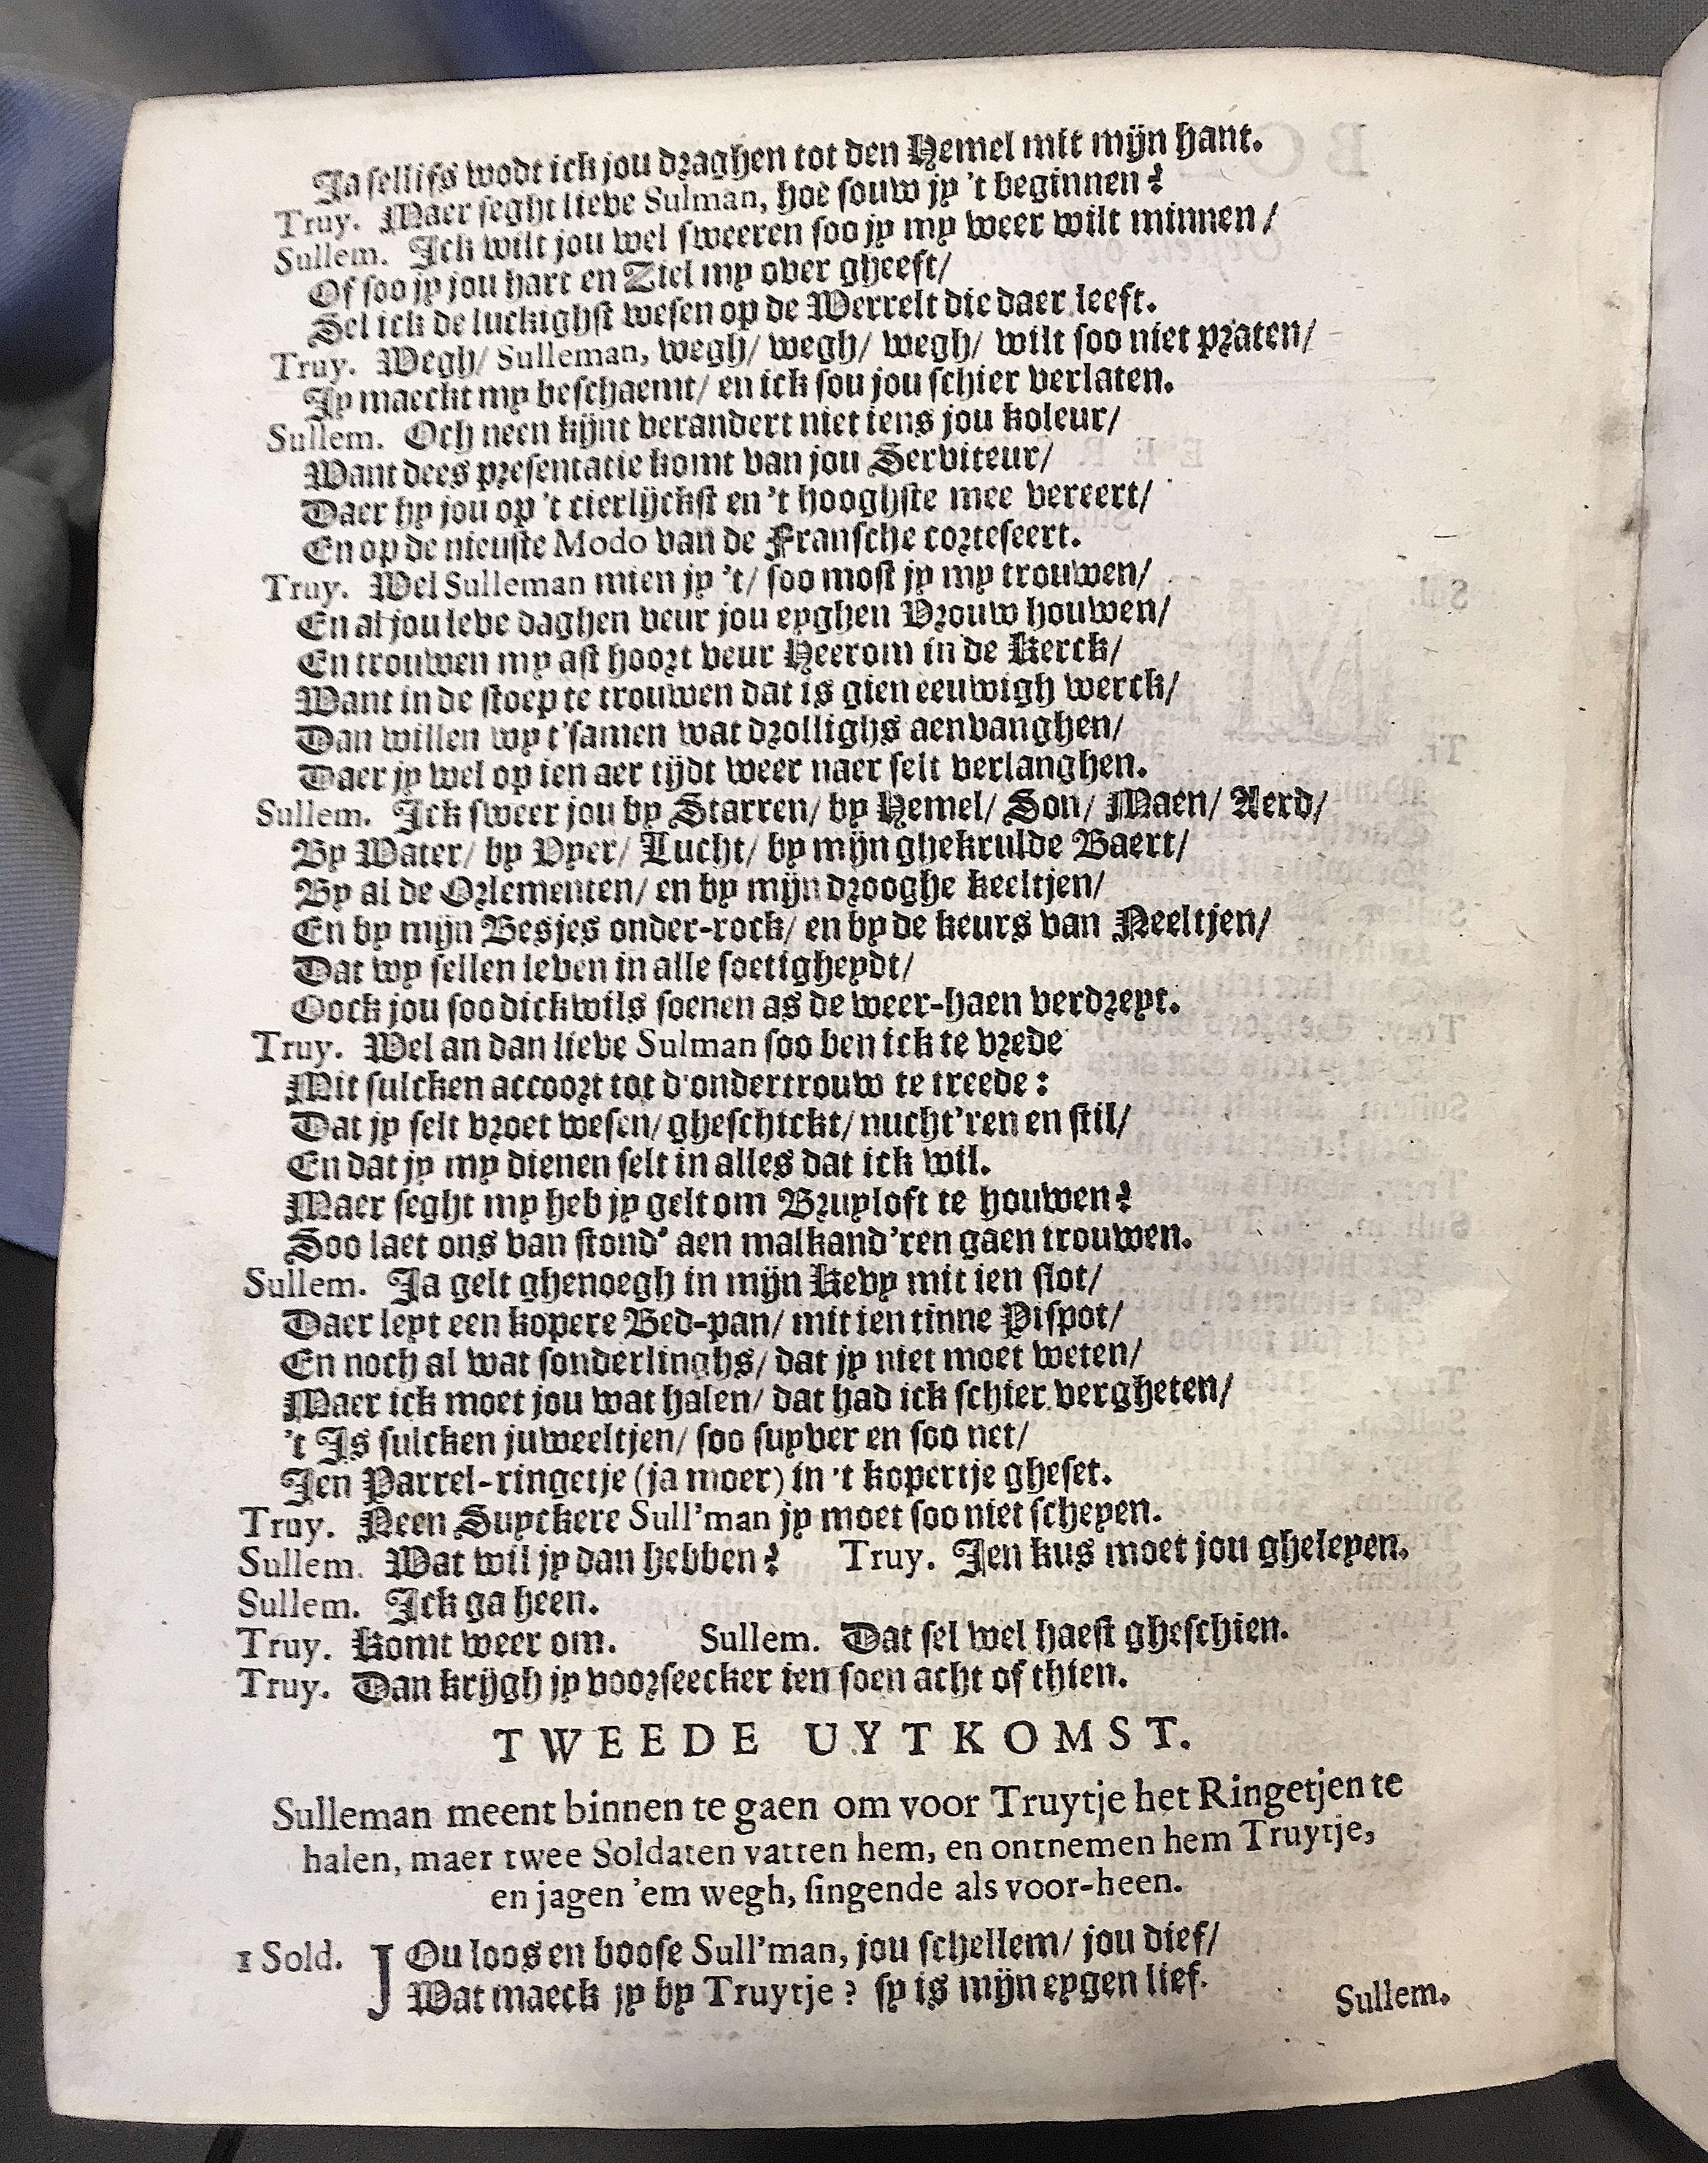 Ja sellifs wodt ick jou draghen tot den Hemel mit mijn hant.
Truy. Maer seght lieve Sulman, hoe souw jy 't beginnen?
Sullem. Ick wilt jou wel sweeren soo jy my weer wilt minnen/
Of soo jy jou hart en Ziel my over gheeft/
Sel ick de luckighst wesen op de Werrelt die daer leeft.
Truy. Wegh/ Sulleman, wegh/ wegh/ wegh/ wilt soo niet praten/
Jy maeckt my beschaemt/ en ick sou jou schier verlaten.
Sullem. Och neen kijnt verandert niet iens jou koleur/
Want dees presentatie komt van jou Serviteur/
Daer hy jou op 't cierlijckst en 't hooghste mee vereert/
En op de nieuste Modo van de Fransche corteseert.
Truy. Wel Sulleman mien jy 't/ soo most jy my trouwen/
En al jou leve daghen veur jou eyghen Vrouw houwen/
En trouwen my ast hoort veur Heerom in de Kerck/
Want in de stoep te trouwen dat is gien eeuwigh werck/
Dan willen wy t'samen wat drollighs aenvanghen/
Daer jy wel op ien aer tijdt weer naer selt verlanghen.
Sullem. Ick sweer jou by Starren/ by Hemel/ Son/ Maen/ Aerd/
By Water/ by Vyer/ Lucht/ by mijn ghekrulde Baert/
By al de Orlementen/ en by mijn drooghe keeltjen/
En by mijn Besjes onder-rock/ en by de keurs van Neeltjen/
Dat wy sellen leven in alle soetigheydt/
Oock jou soo dickwils soenen as de weer-haen verdreyt.
Truy. Wel an dan lieve Sulman soo ben ick te vrede
Mit sulcken accoort tot d'ondertrouw te treede:
Dat jy selt vroet wesen/ gheschickt/ nucht'ren en stil/
En dat jy my dienen selt in alles dat ick wil.
Maer seght my heb jy gelt om Bruyloft te houwen?
Soo laet ons van stond' aen malkand'ren gaen trouwen.
Sullem. Ja gelt ghenoegh in mijn Kevy mit ien slot/
Daer leyt een kopere Bed-pan/ mit ien tinne Pispot/
En noch al wat sonderlinghs/ dat jy niet moet weten/
Maer ick moet jou wat halen/ dat had ick schier vergheten/
't Is sulcken juweeltjen/ soo suyver en soo net/
Ien Parrel-ringetje (ja moer) in 't kopertje gheset.
Truy. Neen Suyckere Sull'man jy moet soo niet scheyen.
Sullem. Wat wil jy dan hebben? Truy. Ien kus moet jou gheleyen.
Sullem. Ick ga heen.
Truy. Komt weer om. Sullem. Dat sel wel haest gheschien.
Truy. Dan krijgh jy voorseecker ien soen acht of thien.
TWEEDE UYTKOMST.
Sulleman meent binnen te gaen om voor Truytje het Ringetjen te
halen, maer twee Soldaten vatten hem, en ontnemen hem Truytje,
en jagen 'em wegh, singende als voor-heen.
1 Sold. JOu loos en boose Sull'man, jou schellem/ jou dief/
Wat maeck jy by Truytje? sy is mijn eygen lief.
Sullem.